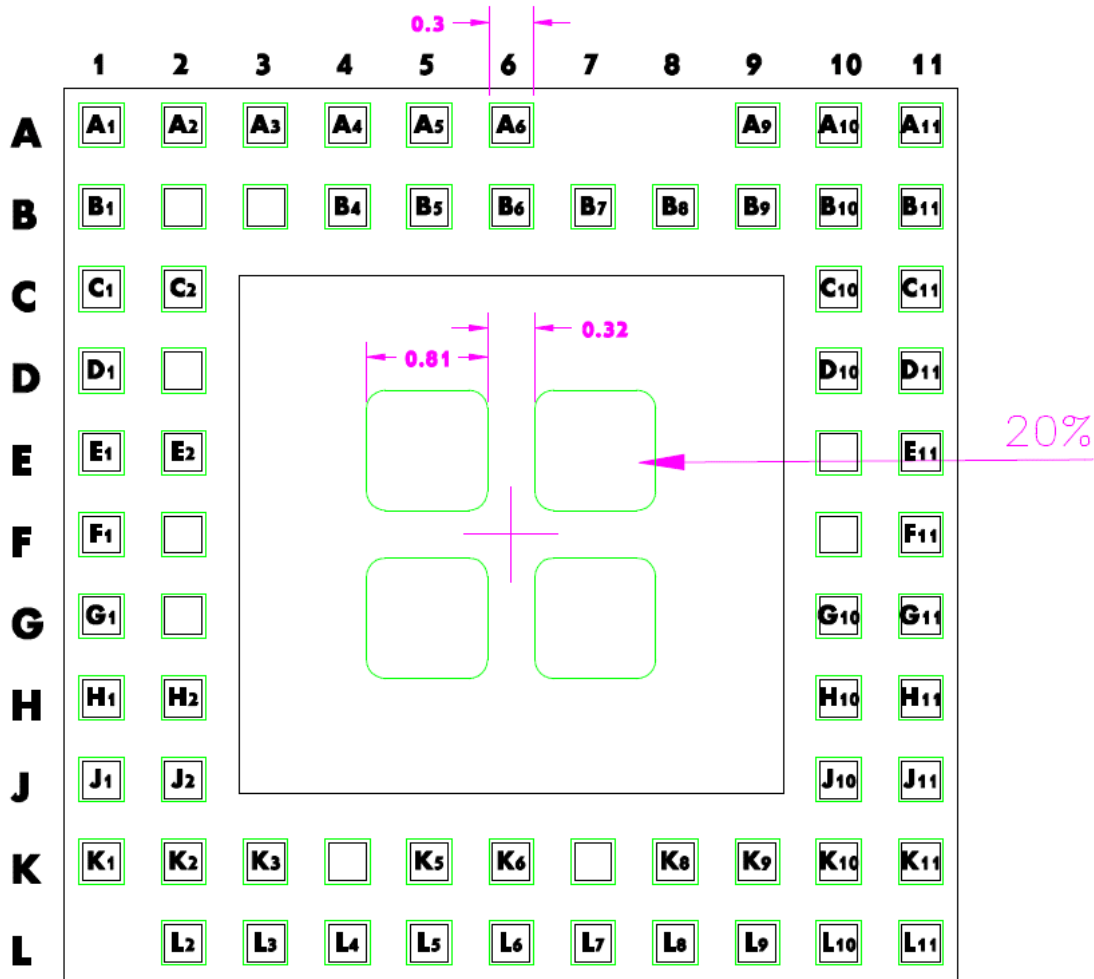 0.3
1 2 3 4 5 6 7 8 9 10 11
A A1 A2 A3 A4 A5 A6 A9 A10 A11
B B1 B4 B5 B6 B7 B8 B9 B10 B11
C C1 C2 C10 C11
0.32
0.81
D D1 D10 D11
20%
E E1 E2 E11
F F1 F11
G G1 G10 G11
H H1 H2 H10 H11
J J1 J2 J10 J11
K K1 K2 K3 K5 K6 K8 K9 K10 K11
L L2 L3 L4 L5 L6 L7 L8 L9 L10 L11